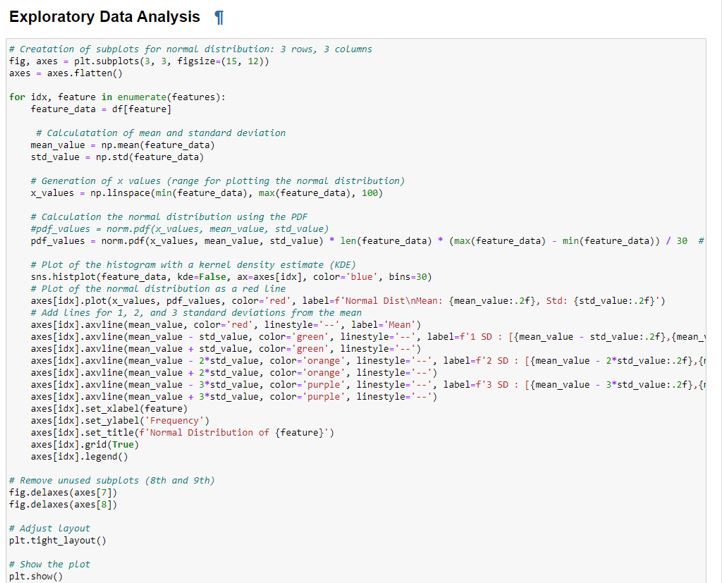 Exploratory Data Analysis ¶
# Creatation of subplots for normal distribution: 3 rows, 3 columns
fig, axes = plt.subplots(3, 3, figsize=(15, 12))
axes = axes.flatten()
for idx, feature in enumerate(features):
feature_data = df[feature]
# Calculatation of mean and standard deviation
mean_value = np.mean(feature_data)
std_value = np.std(feature_data)
# Generation of x values (range for plotting the normal distribution)
x_values = np.linspace(min(feature_data), max(feature_data), 100)
# Calculation the normal distribution using the PDF
#pdf_values = norm.pdf(x_values, mean_value, std_value)
pdf_values = norm.pdf(x_values, mean_value, std_value) * len(feature_data) * (max(feature_data) - min(feature_data)) / 30 #
# Plot of the histogram with a kernel density estimate (KDE)
sns.histplot(feature_data, kde=False, ax=axes[idx], color='blue', bins=30)
# Plot of the normal distribution as a red line
axes[idx].plot(x_values, pdf_values, color='red', label=f'Normal Dist\nMean: {mean_value:.2f}, Std: {std_value:.2f}')
# Add lines for 1, 2, and 3 standard deviations from the mean
axes[idx].axvline(mean_value, color='red', linestyle='--', label='Mean')
axes[idx].axvline(mean_value - std_value, color='green', linestyle='--', label=f'1 SD : [{mean_value - std_value:.2f},{mean_
axes[idx].axvline(mean_value + std_value, color='green', linestyle='--')
axes[idx].axvline(mean_value - 2*std_value, color='orange', linestyle='--', label=f'2 SD : [{mean_value - 2*std_value:.2f},{
axes[idx].axvline(mean_value + 2*std_value, color='orange', linestyle='--')
axes[idx].axvline(mean_value - 3*std_value, color='purple', linestyle='--', label=f'3 SD : [{mean_value - 3*std_value:.2f},{
axes[idx].axvline(mean_value + 3*std_value, color='purple', linestyle='--')
axes[idx].set_xlabel(feature)
axes[idx].set_ylabel('Frequency')
axes[idx].set_title(f'Normal Distribution of {feature}')
axes[idx].grid(True)
axes[idx].legend()
# Remove unused subplots (8th and 9th)
fig.delaxes(axes[7])
fig.delaxes(axes[8])
# Adjust layout
plt.tight_layout()
# Show the plot
plt.show()